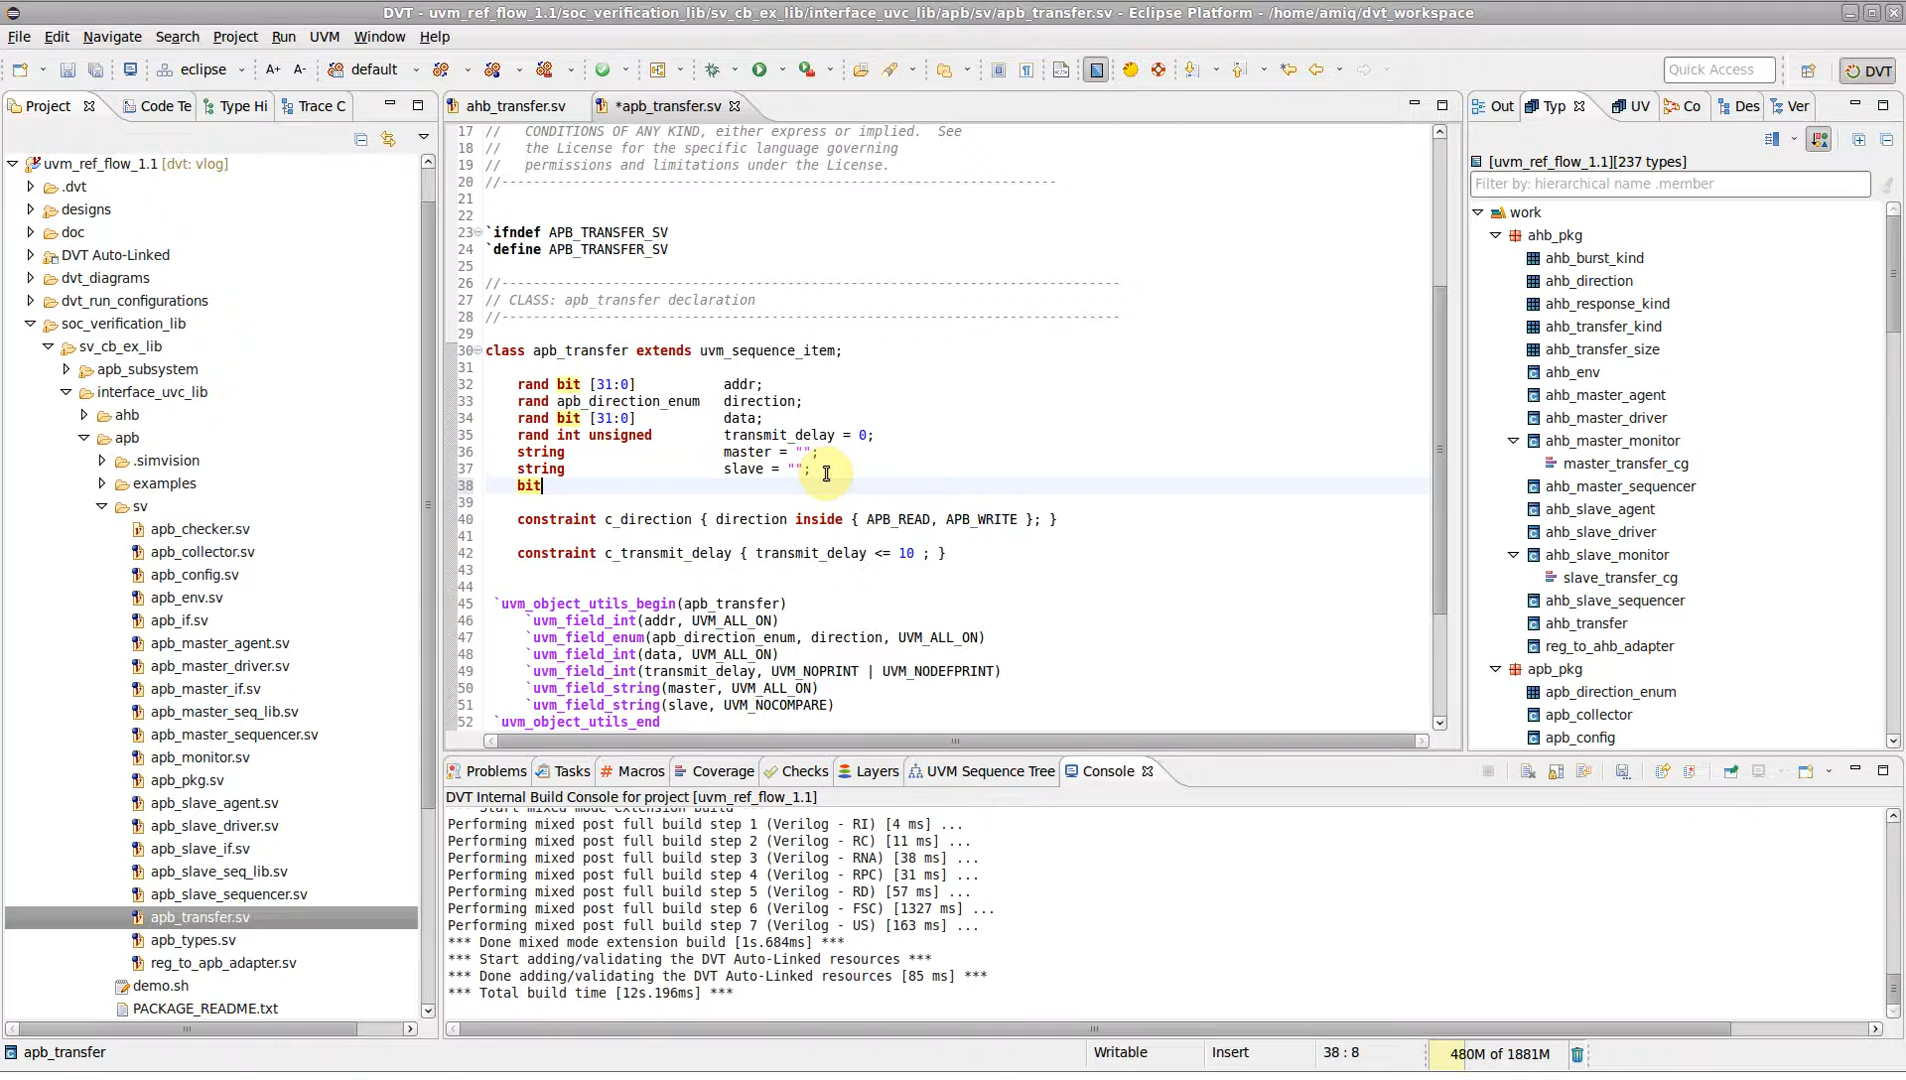 DVT - uvm_ref_flow_1.1/soc_verification_lib/sv_cb_ex_lib/interface_uvc_lib/apb/sv/apb_transfer.sv - Eclipse Platform - /home/amiq/dvt_workspace
File Edit Navigate Search Project Run UVM Window Help
eclipse A+ A- default Quick Access DVT
Project Code Te Type Hi Trace C
uvm_ref_flow_1.1 [dvt: vlog]
.dvt
designs
doc
DVT Auto-Linked
dvt_diagrams
dvt_run_configurations
soc_verification_lib
sv_cb_ex_lib
apb_subsystem
interface_uvc_lib
ahb
apb
.simvision
examples
sv
apb_checker.sv
apb_collector.sv
apb_config.sv
apb_env.sv
apb_if.sv
apb_master_agent.sv
apb_master_driver.sv
apb_master_if.sv
apb_master_seq_lib.sv
apb_master_sequencer.sv
apb_monitor.sv
apb_pkg.sv
apb_slave_agent.sv
apb_slave_driver.sv
apb_slave_if.sv
apb_slave_seq_lib.sv
apb_slave_sequencer.sv
apb_transfer.sv
apb_types.sv
reg_to_apb_adapter.sv
demo.sh
PACKAGE_README.txt
ahb_transfer.sv *apb_transfer.sv
17 // CONDITIONS OF ANY KIND, either express or implied. See
18 // the License for the specific language governing
19 // permissions and limitations under the License.
20 //----------------------------------------------------------------------
21
22
23 `ifndef APB_TRANSFER_SV
24 `define APB_TRANSFER_SV
25
26 //------------------------------------------------------------------------------
27 // CLASS: apb_transfer declaration
28 //------------------------------------------------------------------------------
29
30 class apb_transfer extends uvm_sequence_item;
31
32 rand bit [31:0] addr;
33 rand apb_direction_enum direction;
34 rand bit [31:0] data;
35 rand int unsigned transmit_delay = 0;
36 string master = "";
37 string slave = "";
38 bit
39
40 constraint c_direction { direction inside { APB_READ, APB_WRITE }; }
41
42 constraint c_transmit_delay { transmit_delay <= 10 ; }
43
44
45 `uvm_object_utils_begin(apb_transfer)
46 `uvm_field_int(addr, UVM_ALL_ON)
47 `uvm_field_enum(apb_direction_enum, direction, UVM_ALL_ON)
48 `uvm_field_int(data, UVM_ALL_ON)
49 `uvm_field_int(transmit_delay, UVM_NOPRINT | UVM_NODEFPRINT)
50 `uvm_field_string(master, UVM_ALL_ON)
51 `uvm_field_string(slave, UVM_NOCOMPARE)
52 `uvm_object_utils_end
Out Typ UV Co Des Ver
[uvm_ref_flow_1.1][237 types]
Filter by: hierarchical name .member
work
ahb_pkg
ahb_burst_kind
ahb_direction
ahb_response_kind
ahb_transfer_kind
ahb_transfer_size
ahb_env
ahb_master_agent
ahb_master_driver
ahb_master_monitor
master_transfer_cg
ahb_master_sequencer
ahb_slave_agent
ahb_slave_driver
ahb_slave_monitor
slave_transfer_cg
ahb_slave_sequencer
ahb_transfer
reg_to_ahb_adapter
apb_pkg
apb_direction_enum
apb_collector
apb_config
Problems Tasks # Macros Coverage Checks Layers UVM Sequence Tree Console
DVT Internal Build Console for project [uvm_ref_flow_1.1]
*** Start mixed mode extension build
Performing mixed post full build step 1 (Verilog - RI) [4 ms] ...
Performing mixed post full build step 2 (Verilog - RC) [11 ms] ...
Performing mixed post full build step 3 (Verilog - RNA) [38 ms] ...
Performing mixed post full build step 4 (Verilog - RPC) [31 ms] ...
Performing mixed post full build step 5 (Verilog - RD) [57 ms] ...
Performing mixed post full build step 6 (Verilog - FSC) [1327 ms] ...
Performing mixed post full build step 7 (Verilog - US) [163 ms] ...
*** Done mixed mode extension build [1s.684ms] ***
*** Start adding/validating the DVT Auto-Linked resources ***
*** Done adding/validating the DVT Auto-Linked resources [85 ms] ***
*** Total build time [12s.196ms] ***
apb_transfer Writable Insert 38 : 8 480M of 1881M